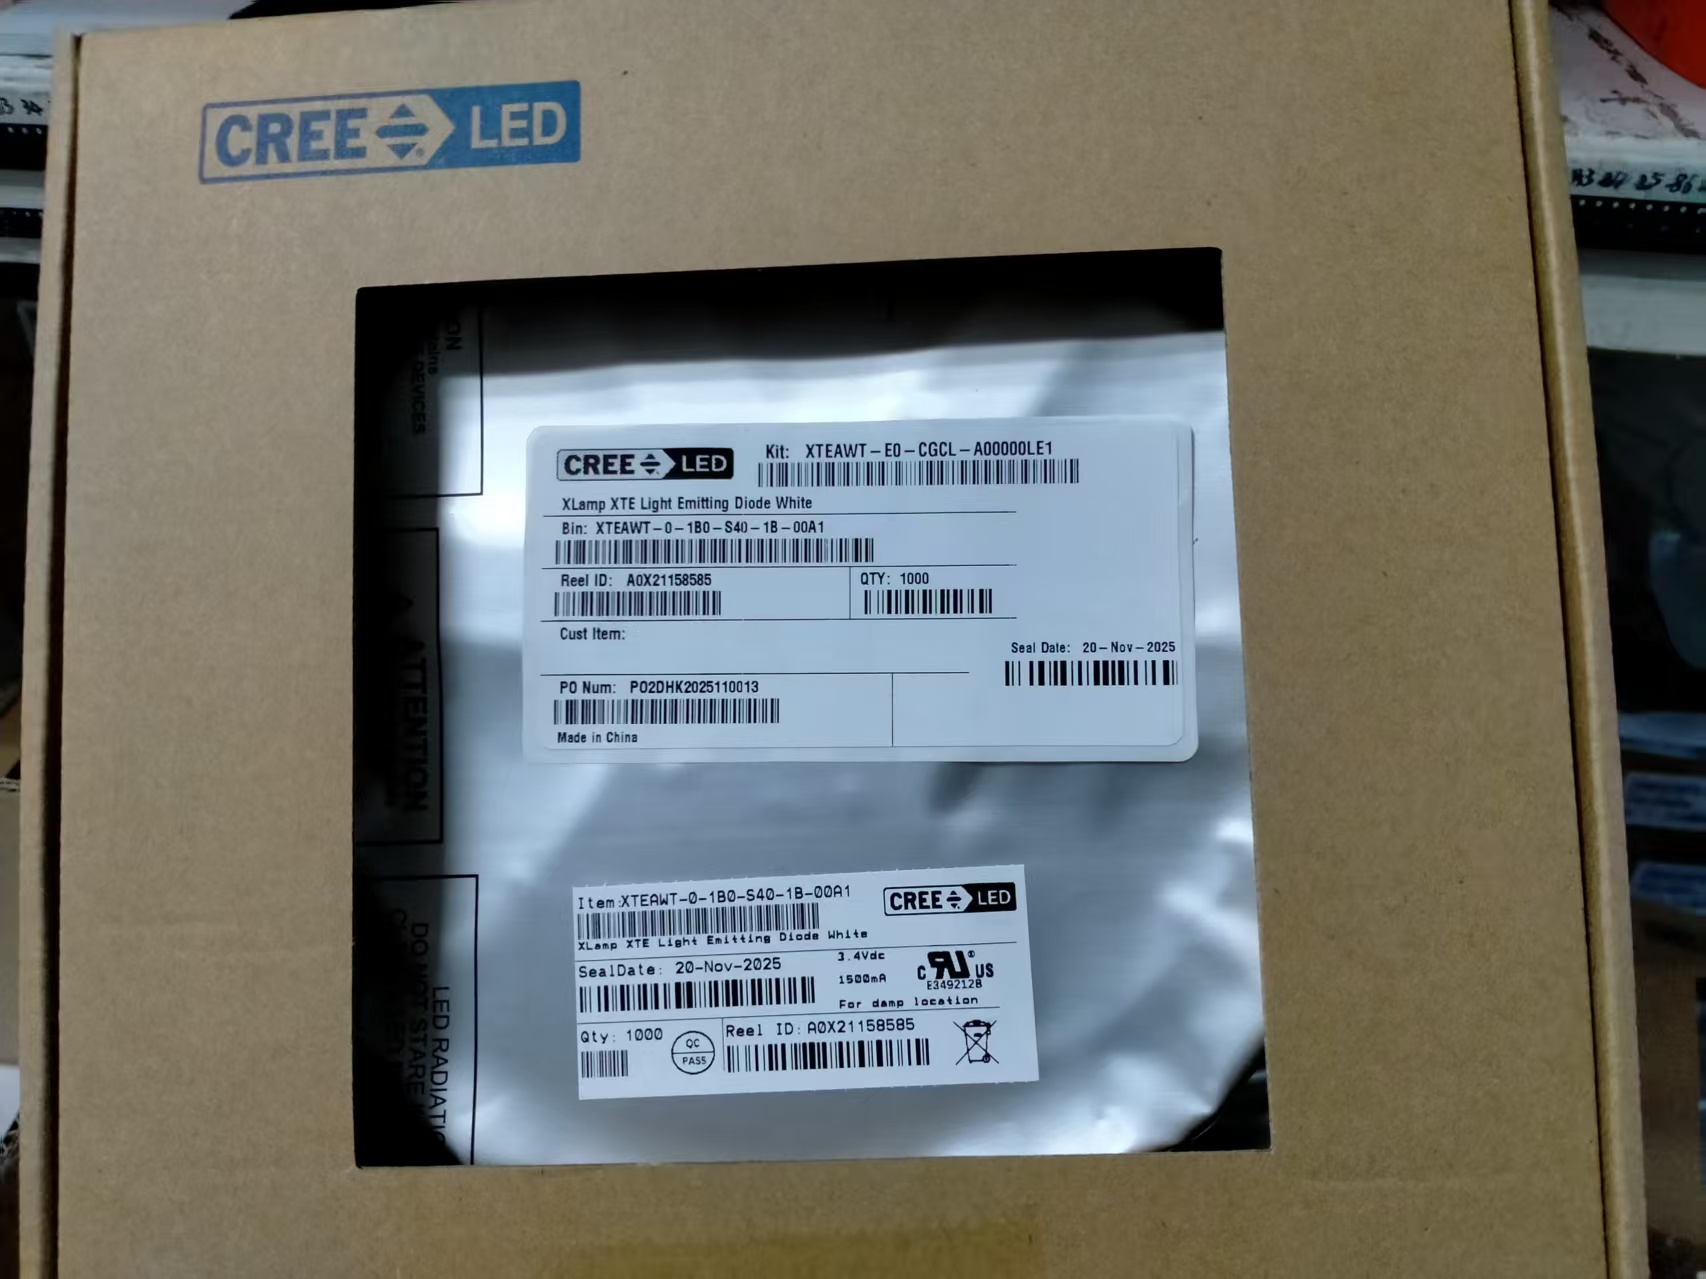 CREE LED
CREE LED
Kit: XTEAWT-E0-CGCL-A00000LE1
XLamp XTE Light Emitting Diode White
Bin: XTEAWT-0-1B0-S40-1B-00A1
Reel ID: A0X21158585
QTY: 1000
Cust Item:
Seal Date: 20-Nov-2025
PO Num: PO2DHK2025110013
Made in China
Item:XTEAWT-0-1B0-S40-1B-00A1
CREE LED
XLamp XTE Light Emitting Diode White
SealDate: 20-Nov-2025
3.4Vdc
1500mA
C RU ® US
E349212B
For damp location
Qty: 1000
QC
PASS
Reel ID: A0X21158585
DEVICES
ATTENTION
LED RADIATI
DO NOT STARE